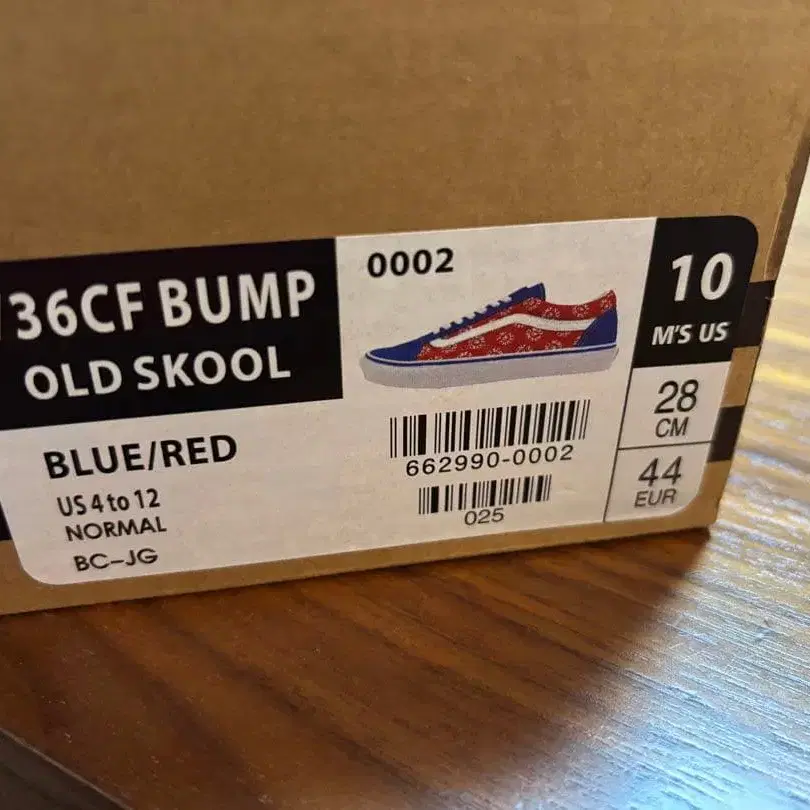 36CF BUMP
OLD SKOOL
BLUE/RED
US 4 to 12
NORMAL
BC-JG
0002
662990-0002
025
10
M'S US
28
CM
44
EUR